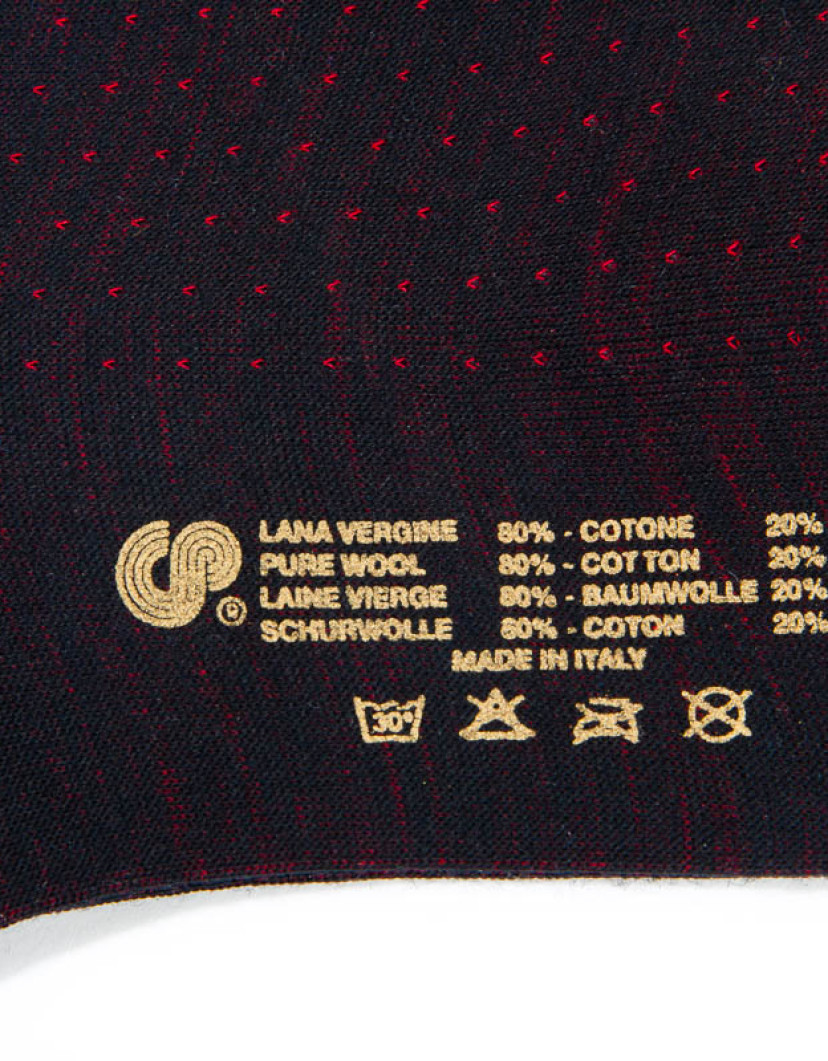 LANA VERGINE 80% - COTONE 20%
PURE WOOL 80% - COTTON 20%
LAINE VIERGE 80% - BAUMWOLLE 20%
SCHURWOLLE 80% - COTON 20%
MADE IN ITALY
30°